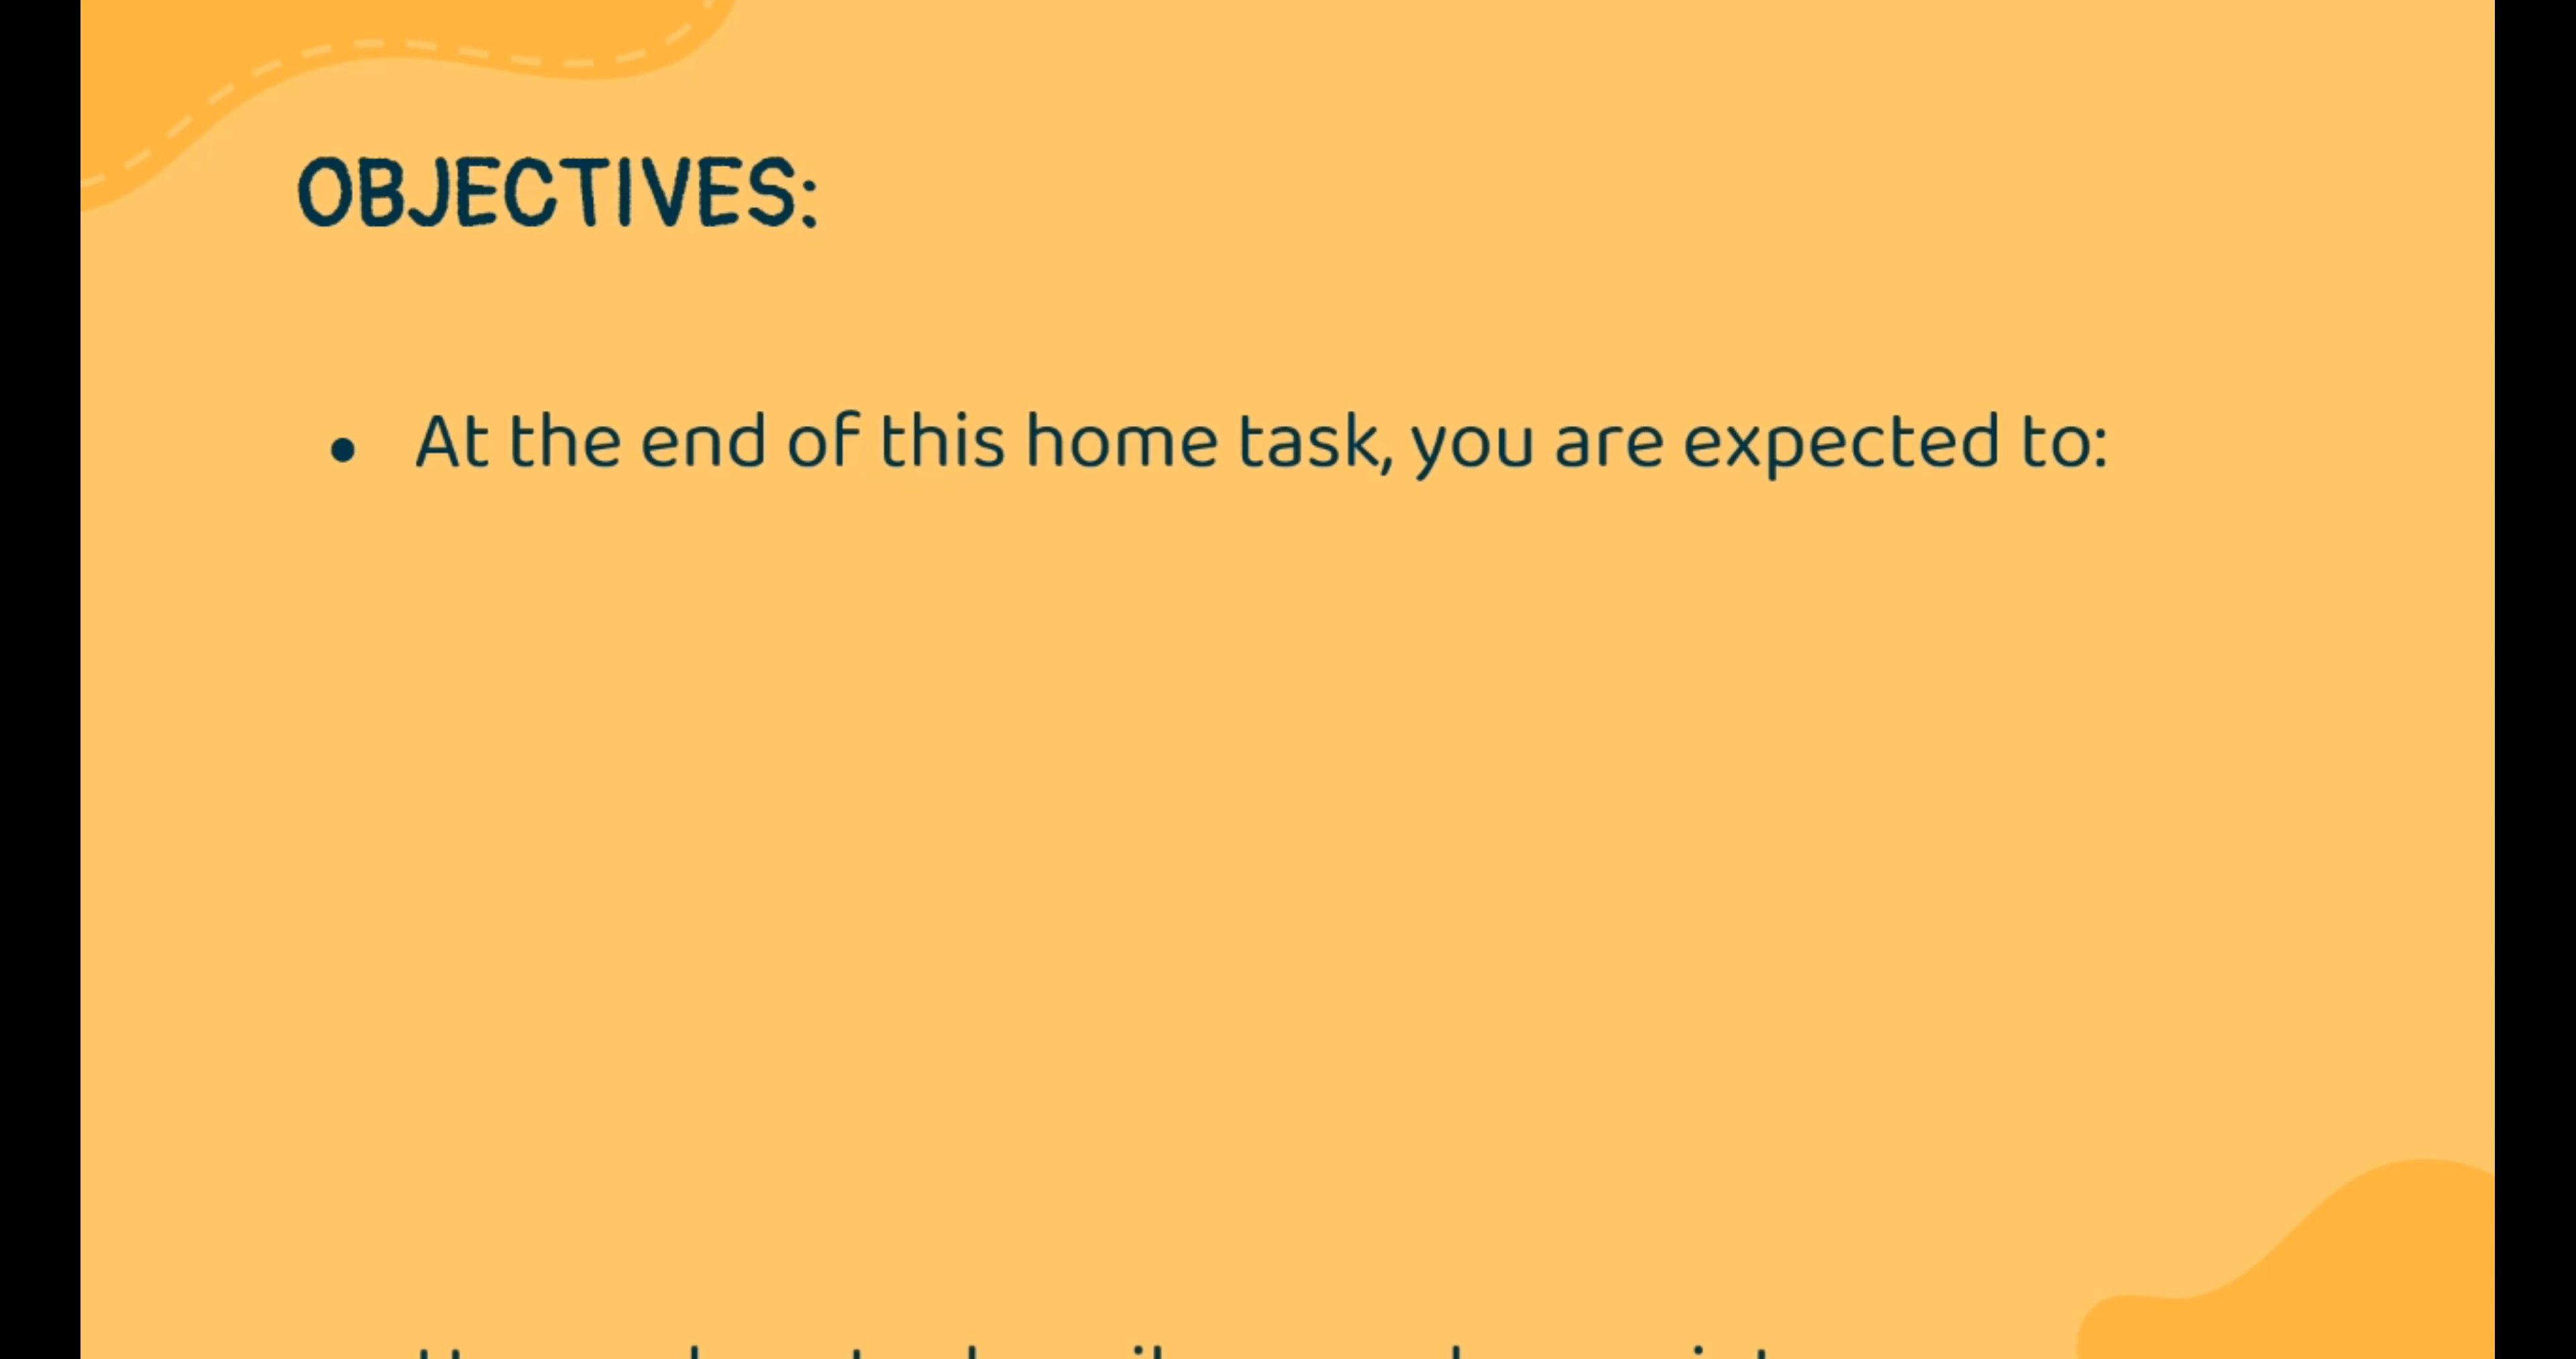 OBJECTIVES:
• At the end of this home task, you are expected to: